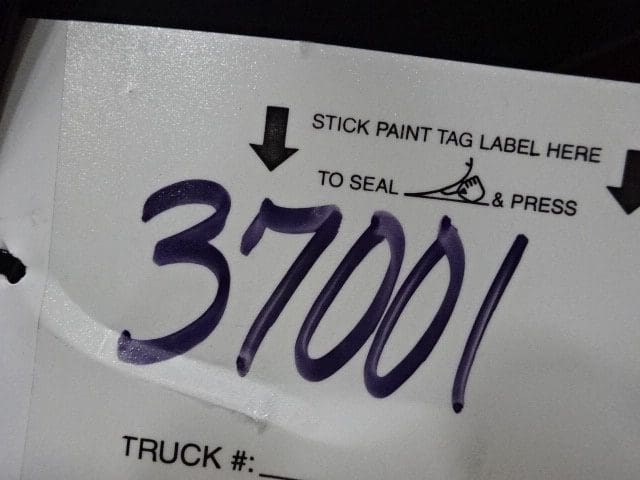 STICK PAINT TAG LABEL HERE
TO SEAL & PRESS
37001
TRUCK #: